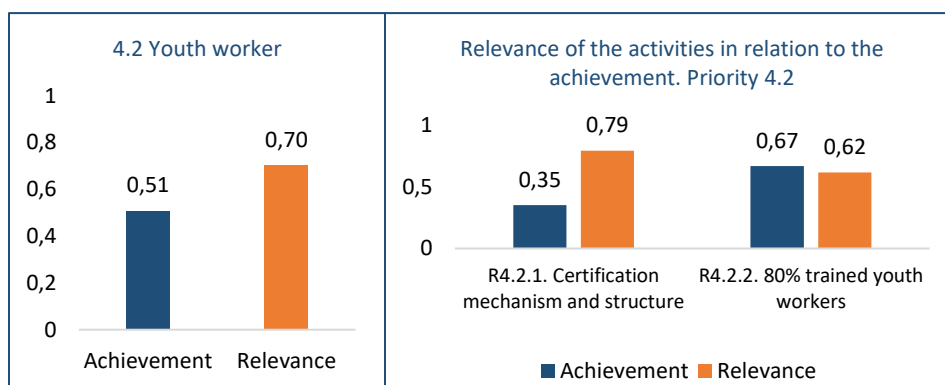 4.2 Youth worker
1
0,8
0,6
0,4
0,2
0
0,51
0,70
Achievement Relevance
Relevance of the activities in relation to the
achievement. Priority 4.2
1
0,5
0
0,35
0,79
0,67
0,62
R4.2.1. Certification
mechanism and structure
R4.2.2. 80% trained youth
workers
Achievement Relevance